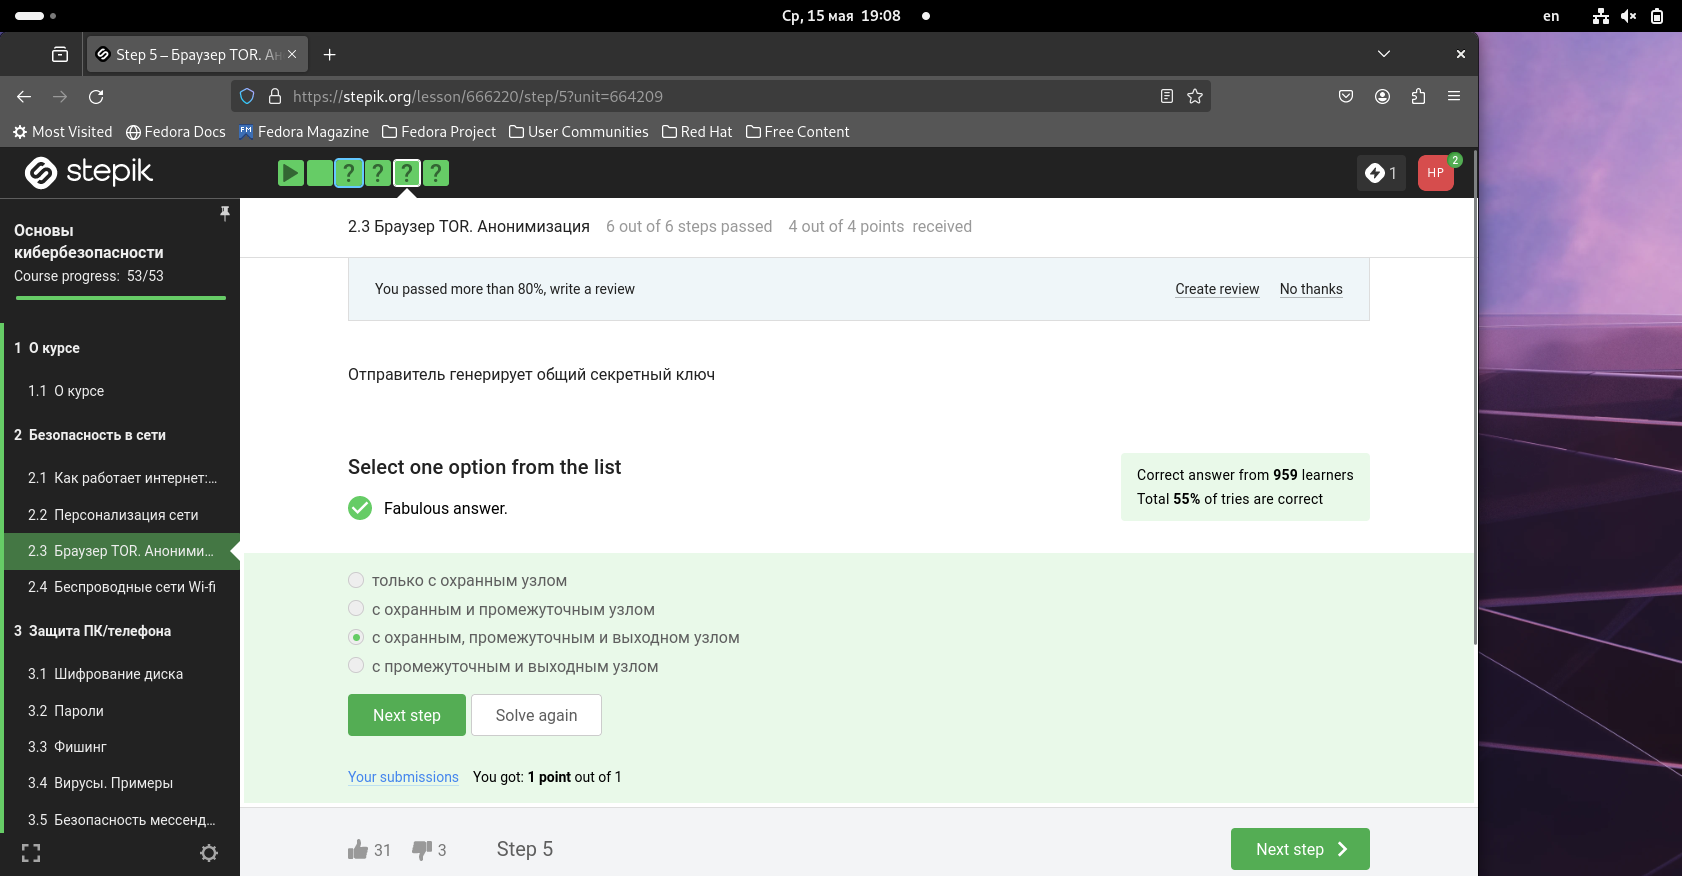 Ср, 15 мая 19:08
en
Step 5 – Браузер TOR. Ан
https://stepik.org/lesson/666220/step/5?unit=664209
Most Visited
Fedora Docs
Fedora Magazine
Fedora Project
User Communities
Red Hat
Free Content
stepik
1
HP
2
Основы
кибербезопасности
Course progress: 53/53
1 О курсе
1.1 О курсе
2 Безопасность в сети
2.1 Как работает интернет:...
2.2 Персонализация сети
2.3 Браузер TOR. Аноними...
2.4 Беспроводные сети Wi-fi
3 Защита ПК/телефона
3.1 Шифрование диска
3.2 Пароли
3.3 Фишинг
3.4 Вирусы. Примеры
3.5 Безопасность мессенд...
2.3 Браузер TOR. Анонимизация 6 out of 6 steps passed 4 out of 4 points received
You passed more than 80%, write a review
Create review
No thanks
Отправитель генерирует общий секретный ключ
Select one option from the list
Fabulous answer.
Correct answer from 959 learners
Total 55% of tries are correct
только с охранным узлом
с охранным и промежуточным узлом
с охранным, промежуточным и выходном узлом
с промежуточным и выходным узлом
Next step
Solve again
Your submissions You got: 1 point out of 1
31
3
Step 5
Next step